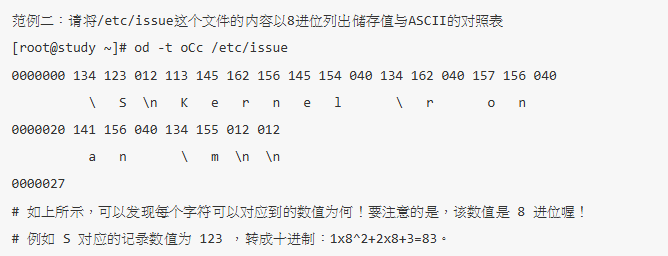 范例二：请将/etc/issue这个文件的内容以8进位列出储存值与ASCII的对照表
[root@study ~]# od -t oCc /etc/issue
0000000 134 123 012 113 145 162 156 145 154 040 134 162 040 157 156 040
          \   S  \n   K   e   r   n   e   l       \   r       o   n
0000020 141 156 040 134 155 012 012
          a   n       \   m  \n  \n
0000027
# 如上所示，可以发现每个字符可以对应到的数值为何！要注意的是，该数值是 8 进位喔！
# 例如 S 对应的记录数值为 123 ，转成十进制：1x8^2+2x8+3=83。